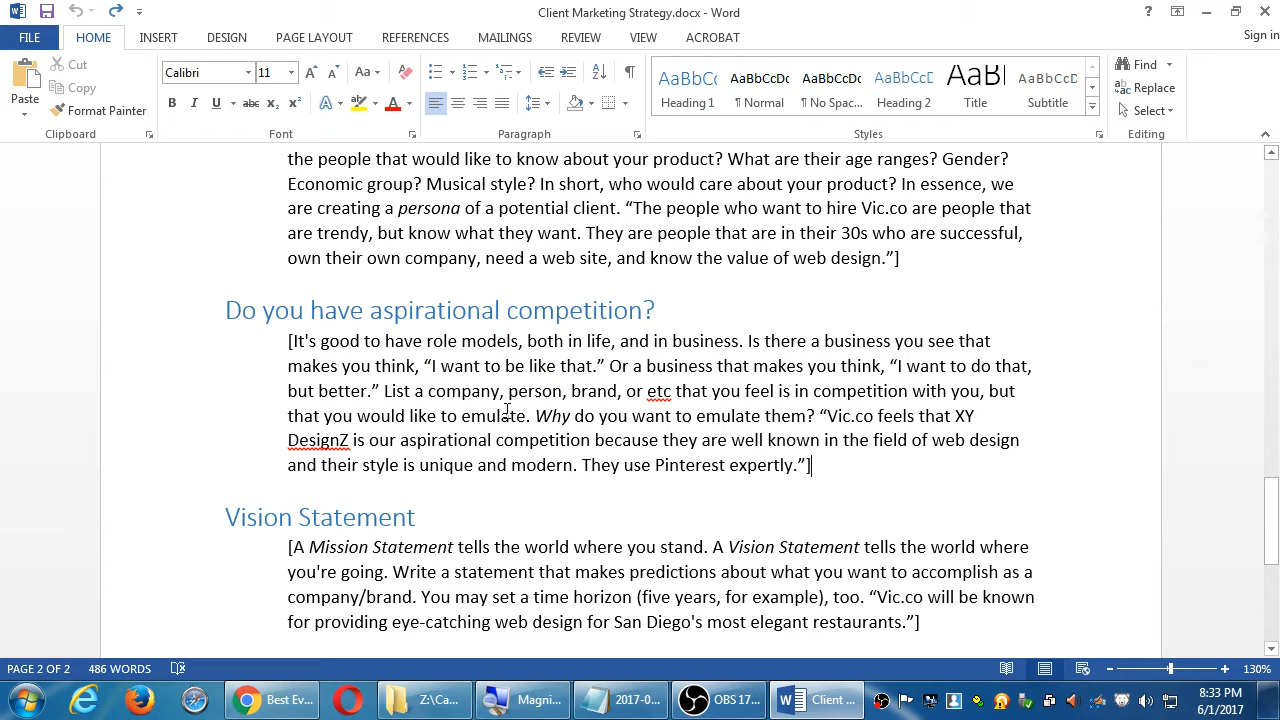 Client Marketing Strategy.docx - Word
?
FILE
HOME
INSERT
DESIGN
PAGE LAYOUT
REFERENCES
MAILINGS
REVIEW
VIEW
ACROBAT
Sign in
Paste
Cut
Copy
Format Painter
Clipboard
Calibri
11
Aa
B I U abc x₂ x²
Font
Paragraph
AaBbCc
Heading 1
AaBbCcDc
¶ Normal
AaBbCcDc
¶ No Spac...
AaBbCcD
Heading 2
AaB
Title
AaBbCcD
Subtitle
Styles
Find
Replace
Select
Editing
the people that would like to know about your product? What are their age ranges? Gender?
Economic group? Musical style? In short, who would care about your product? In essence, we
are creating a persona of a potential client. “The people who want to hire Vic.co are people that
are trendy, but know what they want. They are people that are in their 30s who are successful,
own their own company, need a web site, and know the value of web design.”]
Do you have aspirational competition?
[It's good to have role models, both in life, and in business. Is there a business you see that
makes you think, “I want to be like that.” Or a business that makes you think, “I want to do that,
but better.” List a company, person, brand, or etc that you feel is in competition with you, but
that you would like to emulate. Why do you want to emulate them? “Vic.co feels that XY
DesignZ is our aspirational competition because they are well known in the field of web design
and their style is unique and modern. They use Pinterest expertly.”]
Vision Statement
[A Mission Statement tells the world where you stand. A Vision Statement tells the world where
you're going. Write a statement that makes predictions about what you want to accomplish as a
company/brand. You may set a time horizon (five years, for example), too. “Vic.co will be known
for providing eye-catching web design for San Diego's most elegant restaurants.”]
PAGE 2 OF 2
486 WORDS
130%
Best Ev...
Z:\Ca...
Magni...
2017-0...
OBS 17...
Client ...
8:33 PM
6/1/2017